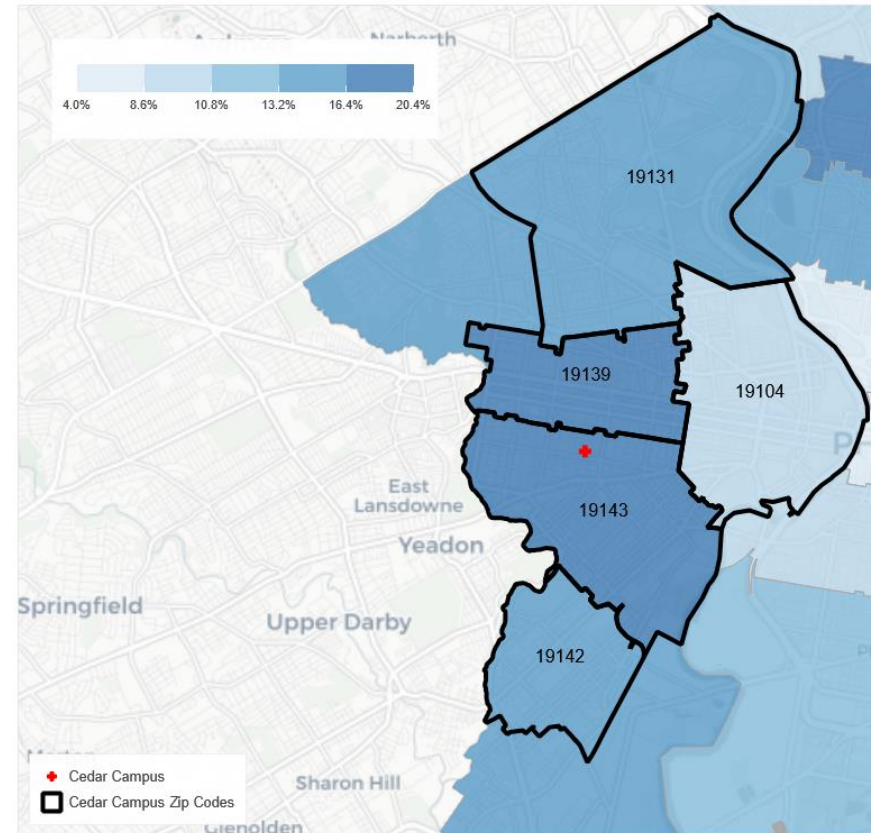 Narberth
4.0% 8.6% 10.8% 13.2% 16.4% 20.4%
19131
19139
19104
East
Lansdowne
19143
Yeadon
Springfield
Upper Darby
19142
Cedar Campus
Sharon Hill
Cedar Campus Zip Codes
Glenolden